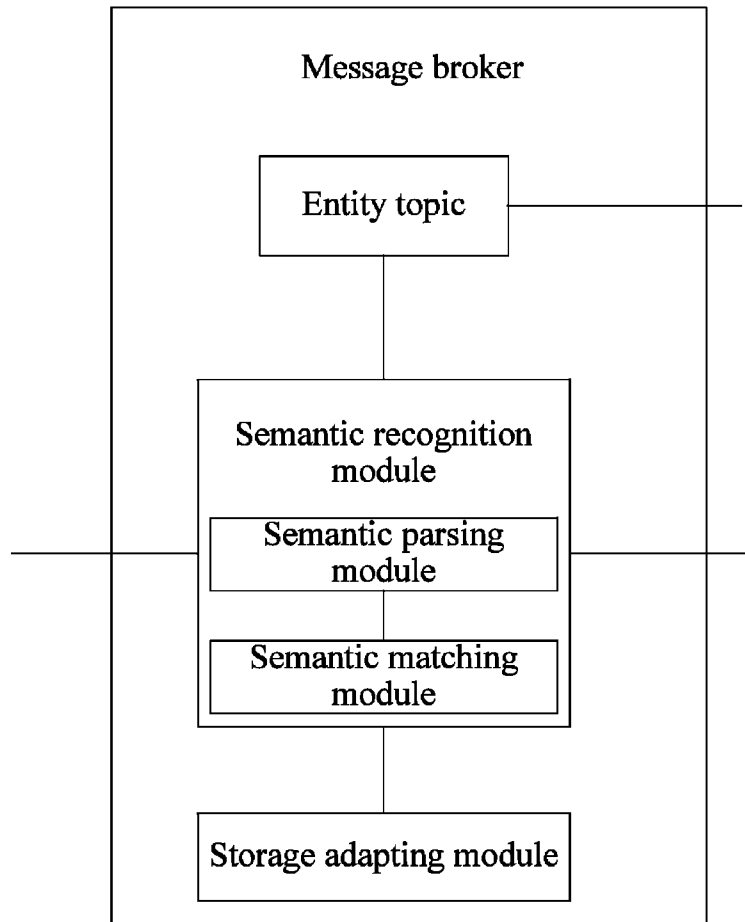 Message broker
Entity topic
Semantic recognition
module
Semantic parsing
module
Semantic matching
module
Storage adapting module